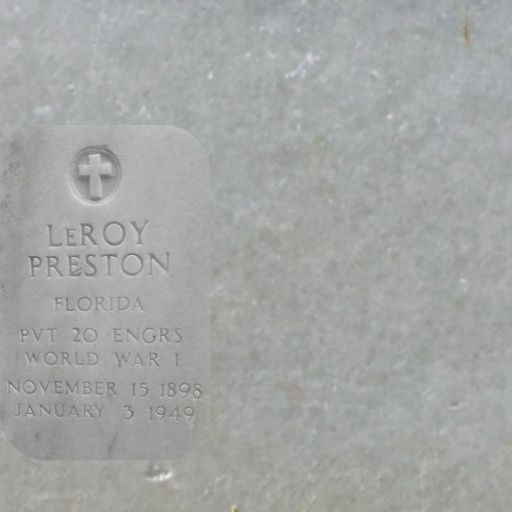 LeROY
PRESTON
FLORIDA
PVT 20 ENGRS
WORLD WAR I
NOVEMBER 15 1898
JANUARY 3 1949